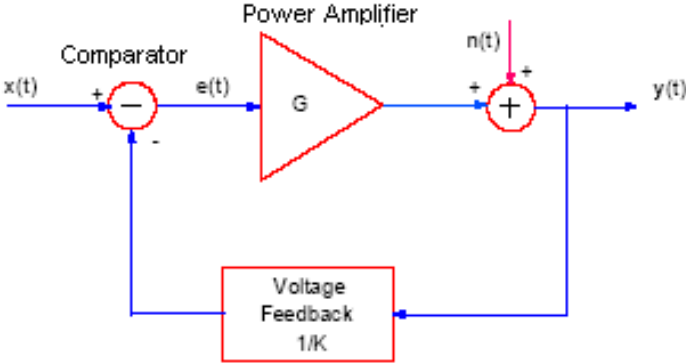 Power Amplifier
n(t)
Comparator
x(t)
+
−
e(t)
G
+
+
+
y(t)
-
Voltage
Feedback
1/K